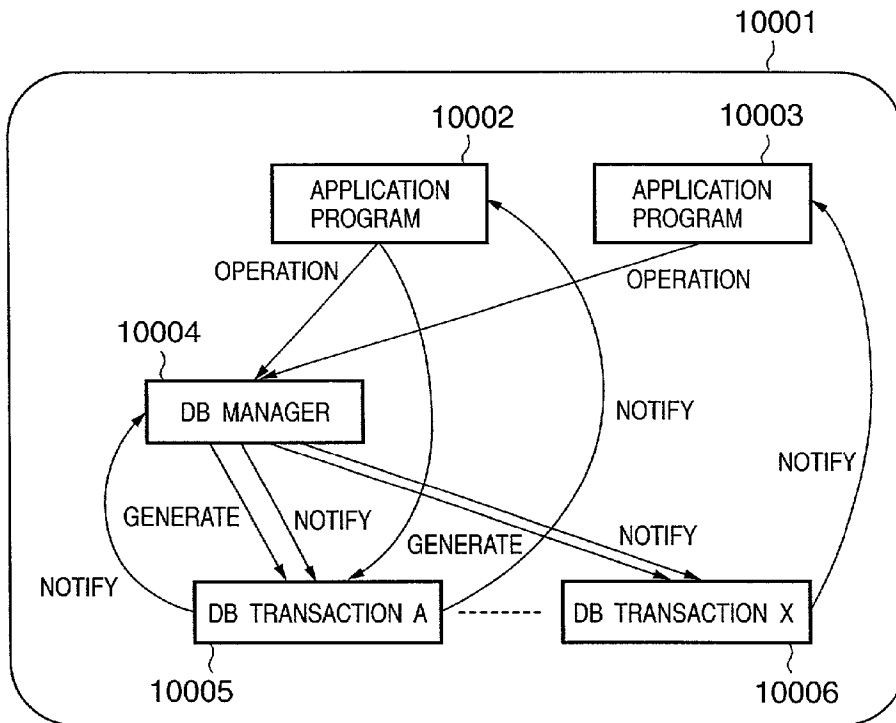 10001
10002
10003
APPLICATION
PROGRAM
APPLICATION
PROGRAM
OPERATION
OPERATION
10004
DB MANAGER
NOTIFY
NOTIFY
GENERATE
NOTIFY
NOTIFY
GENERATE
NOTIFY
DB TRANSACTION A
DB TRANSACTION X
10005
10006